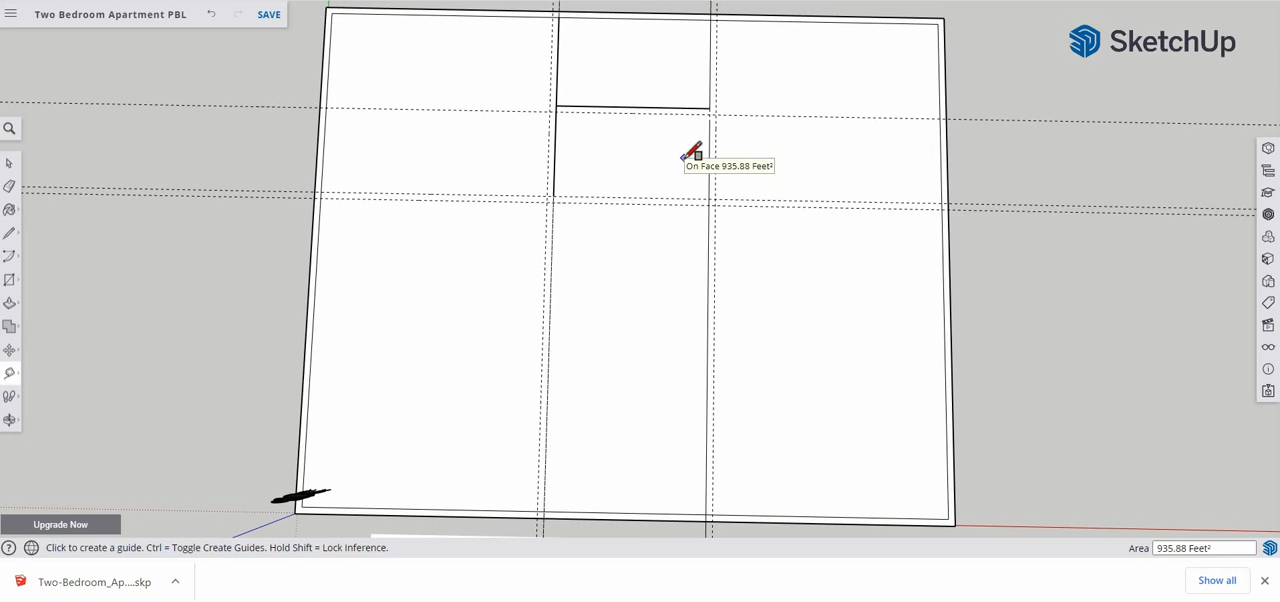 Two Bedroom Apartment PBL SAVE
SketchUp
On Face 935.88 Feet²
Upgrade Now
Click to create a guide. Ctrl = Toggle Create Guides. Hold Shift = Lock Inference.
Area 935.88 Feet²
Two-Bedroom_Ap....skp
Show all